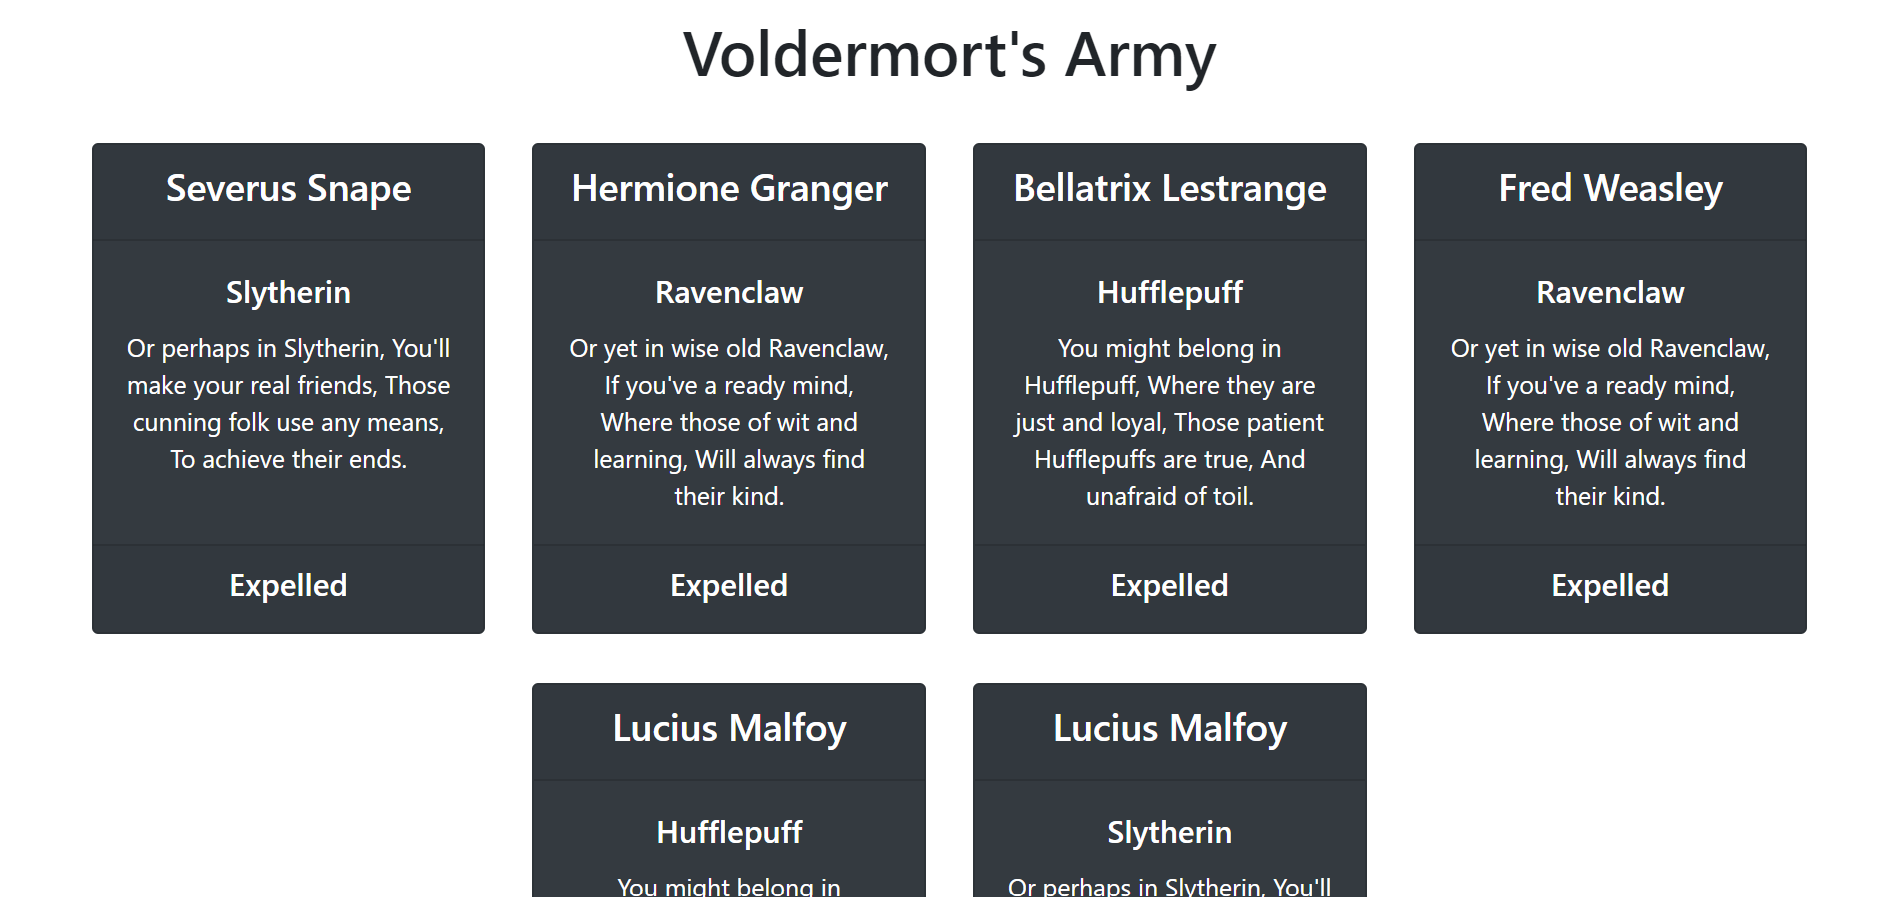 Voldermort's Army
Severus Snape
Slytherin
Or perhaps in Slytherin, You'll
make your real friends, Those
cunning folk use any means,
To achieve their ends.
Expelled
Hermione Granger
Ravenclaw
Or yet in wise old Ravenclaw,
If you've a ready mind,
Where those of wit and
learning, Will always find
their kind.
Expelled
Bellatrix Lestrange
Hufflepuff
You might belong in
Hufflepuff, Where they are
just and loyal, Those patient
Hufflepuffs are true, And
unafraid of toil.
Expelled
Fred Weasley
Ravenclaw
Or yet in wise old Ravenclaw,
If you've a ready mind,
Where those of wit and
learning, Will always find
their kind.
Expelled
Lucius Malfoy
Hufflepuff
You might belong in
Lucius Malfoy
Slytherin
Or perhaps in Slytherin, You'll